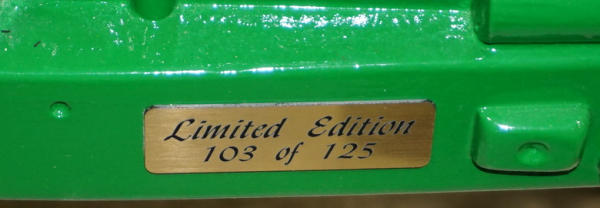 Limited Edition
103 of 125